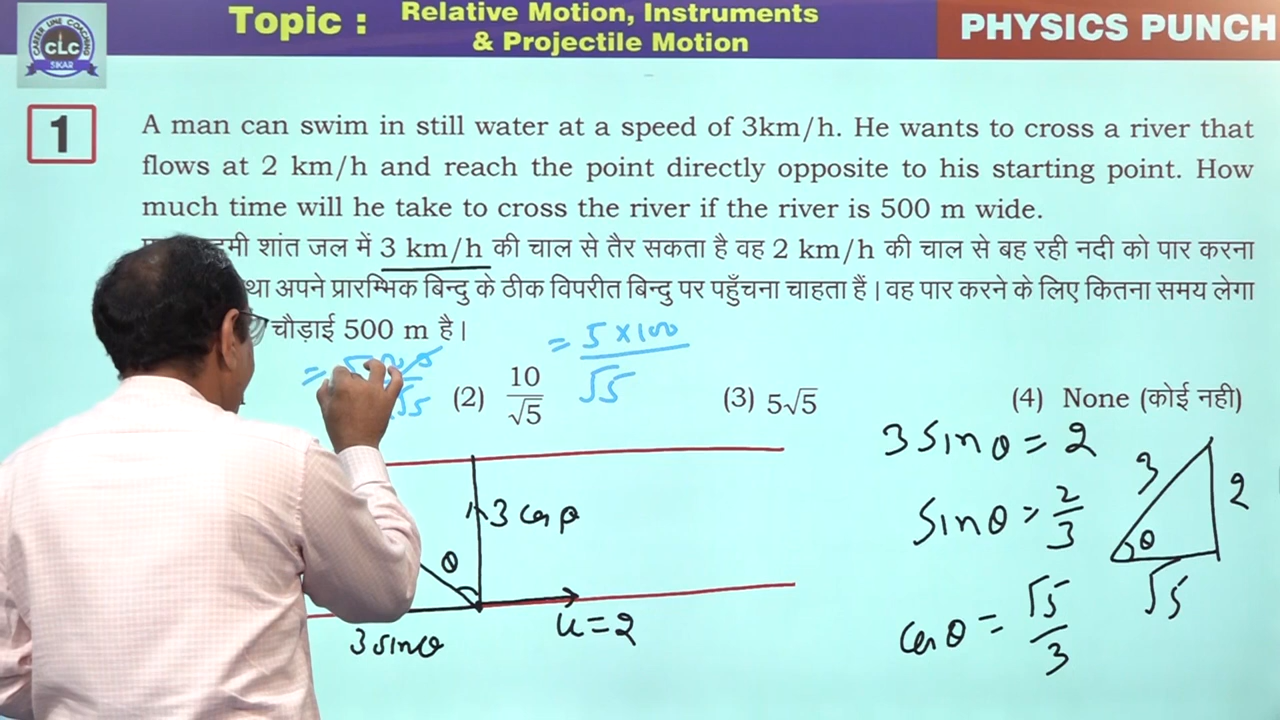 CAREER LINE COACHING
CLC
SIKAR
Topic :
Relative Motion, Instruments
& Projectile Motion
PHYSICS PUNCH
1
A man can swim in still water at a speed of 3km/h. He wants to cross a river that
flows at 2 km/h and reach the point directly opposite to his starting point. How
much time will he take to cross the river if the river is 500 m wide.
शांत जल में 3 km/h की चाल से तैर सकता है वह 2 km/h की चाल से बह रही नदी को पार करना
अपने प्रारम्भिक बिन्दु के ठीक विपरीत बिन्दु पर पहुँचना चाहता हैं। वह पार करने के लिए कितना समय लेगा
चौड़ाई 500 m है।
= 5 × 100 / √5
(2) 10/√5
(3) 5√5
(4) None (कोई नही)
3 sin θ = 2
sin θ = 2/3
cos θ = √5/3
3
2
θ
√5
3 cos θ
θ
3 sin θ
u = 2